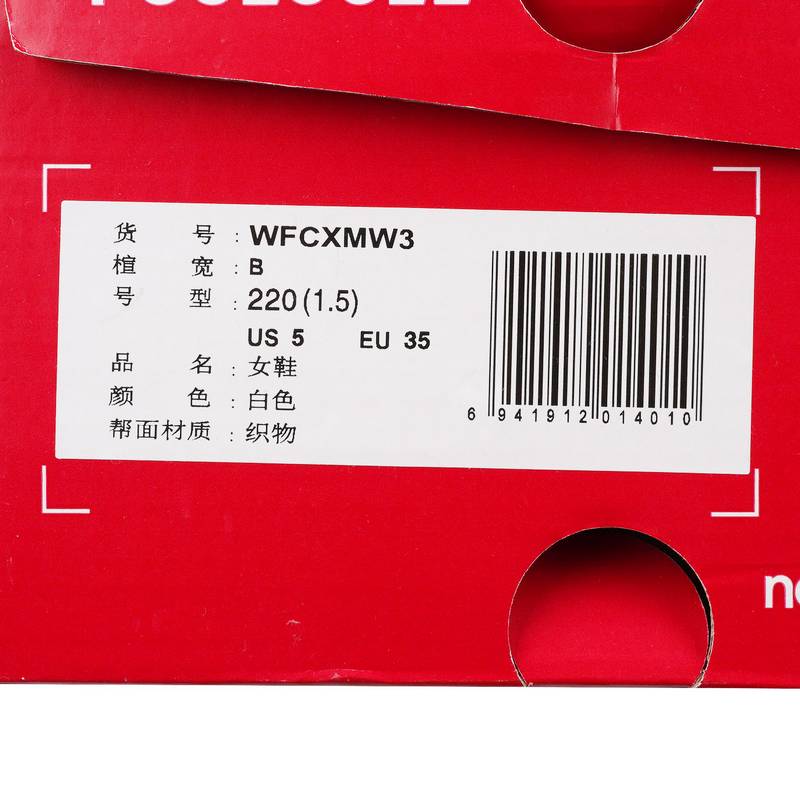 货 号 : WFCXMW3
楦 宽 : B
号 型 : 220(1.5)
US 5 EU 35
品 名 : 女鞋
颜 色 : 白色
帮面材质 : 织物
6 941912 014010